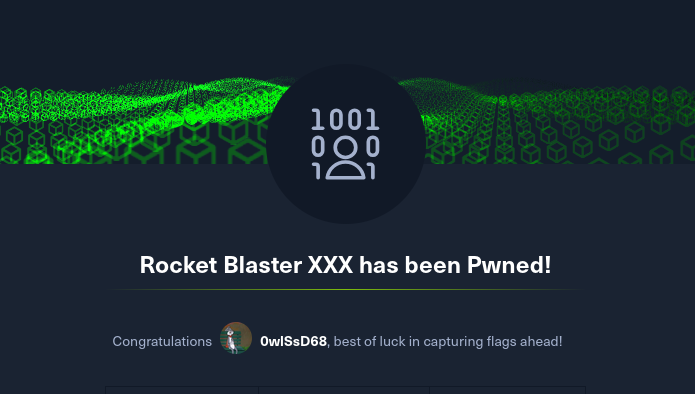 1001
0 0
1 1
Rocket Blaster XXX has been Pwned!
Congratulations 0wlSsD68, best of luck in capturing flags ahead!